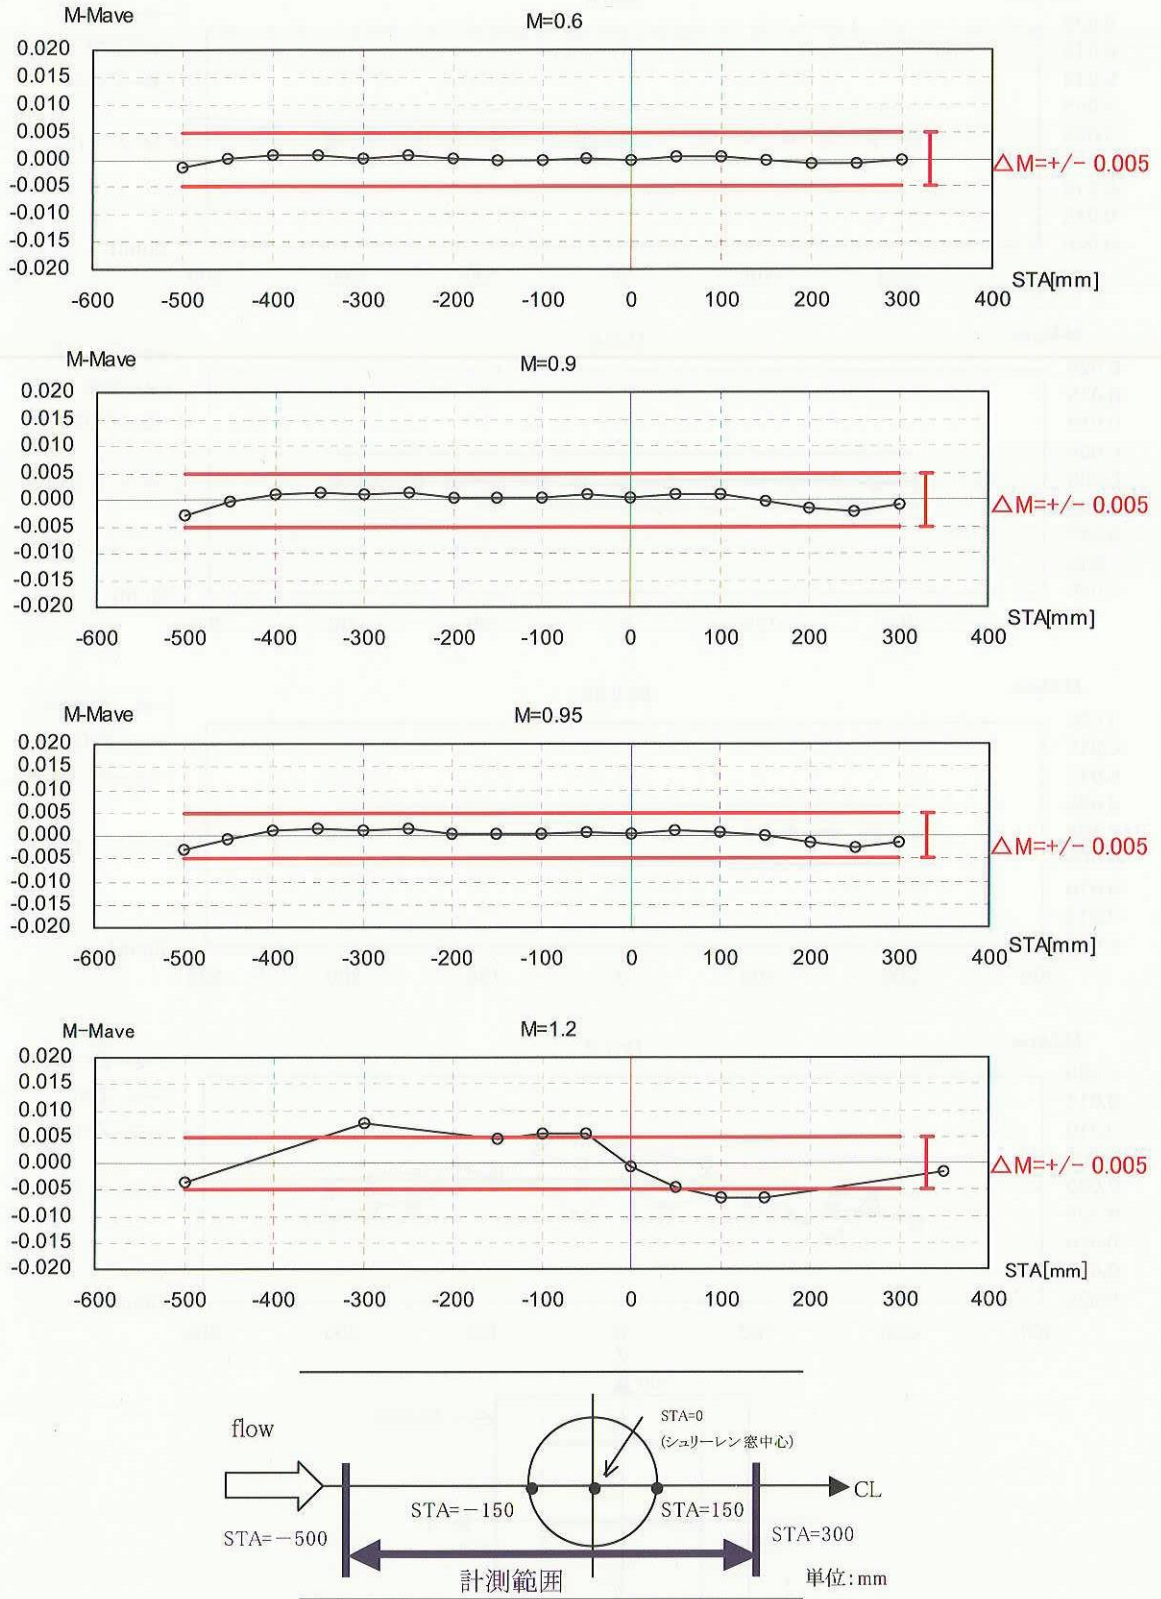 M-Mave
M=0.6
0.020
0.015
0.010
0.005
0.000
-0.005
-0.010
-0.015
-0.020
△M=+/- 0.005
-600 -500 -400 -300 -200 -100 0 100 200 300 400
STA[mm]
M-Mave
M=0.9
0.020
0.015
0.010
0.005
0.000
-0.005
-0.010
-0.015
-0.020
△M=+/- 0.005
-600 -500 -400 -300 -200 -100 0 100 200 300 400
STA[mm]
M-Mave
M=0.95
0.020
0.015
0.010
0.005
0.000
-0.005
-0.010
-0.015
-0.020
△M=+/- 0.005
-600 -500 -400 -300 -200 -100 0 100 200 300 400
STA[mm]
M-Mave
M=1.2
0.020
0.015
0.010
0.005
0.000
-0.005
-0.010
-0.015
-0.020
△M=+/- 0.005
-600 -500 -400 -300 -200 -100 0 100 200 300 400
STA[mm]
flow
STA=0
(シュリーレン窓中心)
CL
STA=-150
STA=150
STA=-500
STA=300
計測範囲
単位:mm